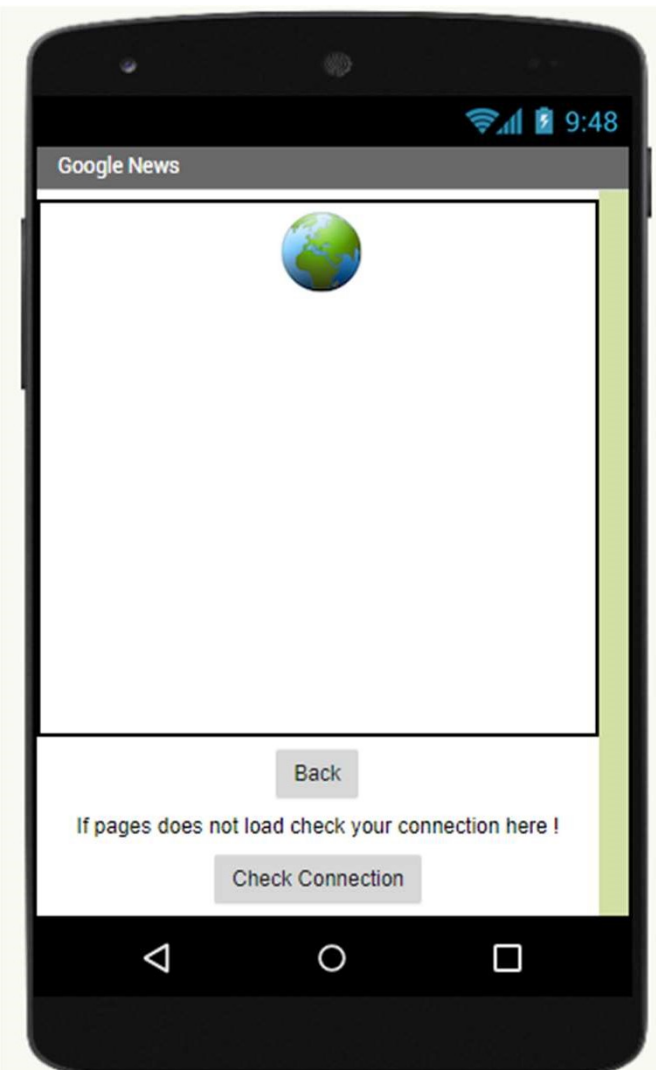 9:48
Google News
Back
If pages does not load check your connection here !
Check Connection